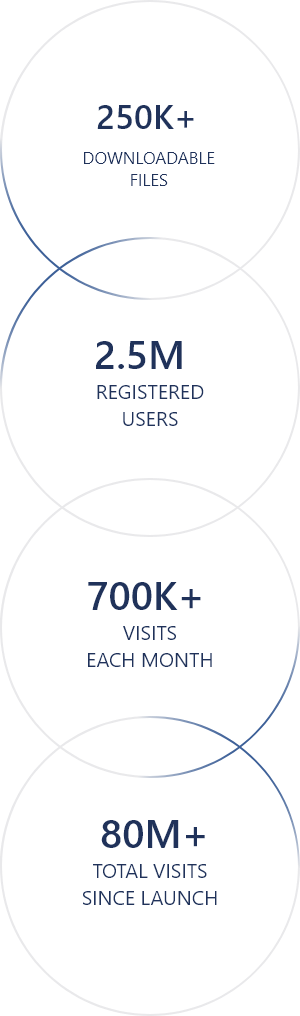 250K+
DOWNLOADABLE
FILES
2.5M
REGISTERED
USERS
700K+
VISITS
EACH MONTH
80M+
TOTAL VISITS
SINCE LAUNCH